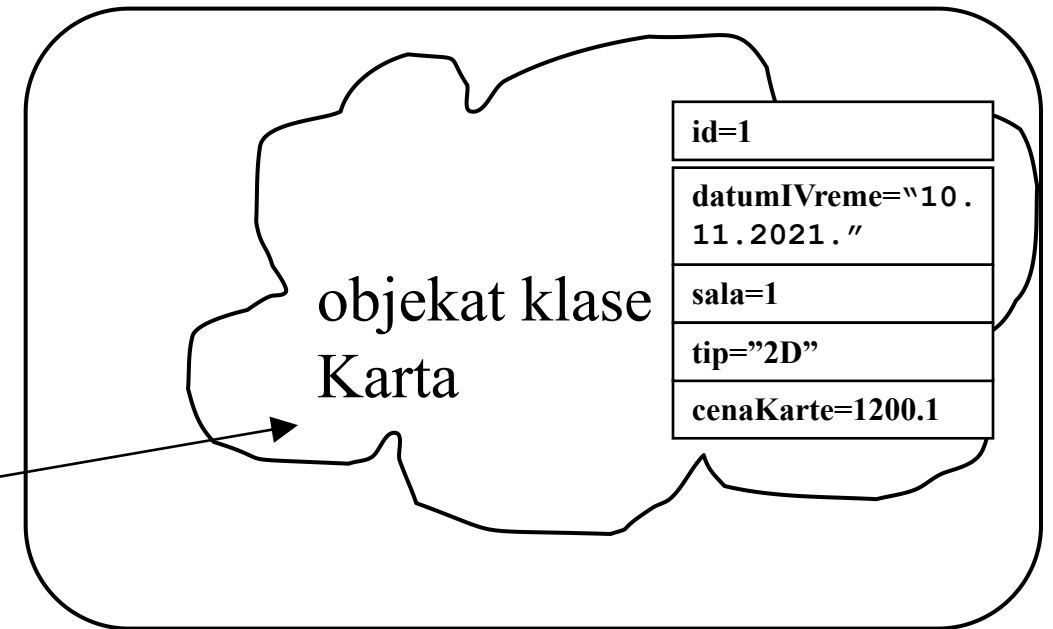 id=1
datumIVreme=“10.
11.2021.”
sala=1
tip=”2D”
cenaKarte=1200.1
objekat klase
Karta